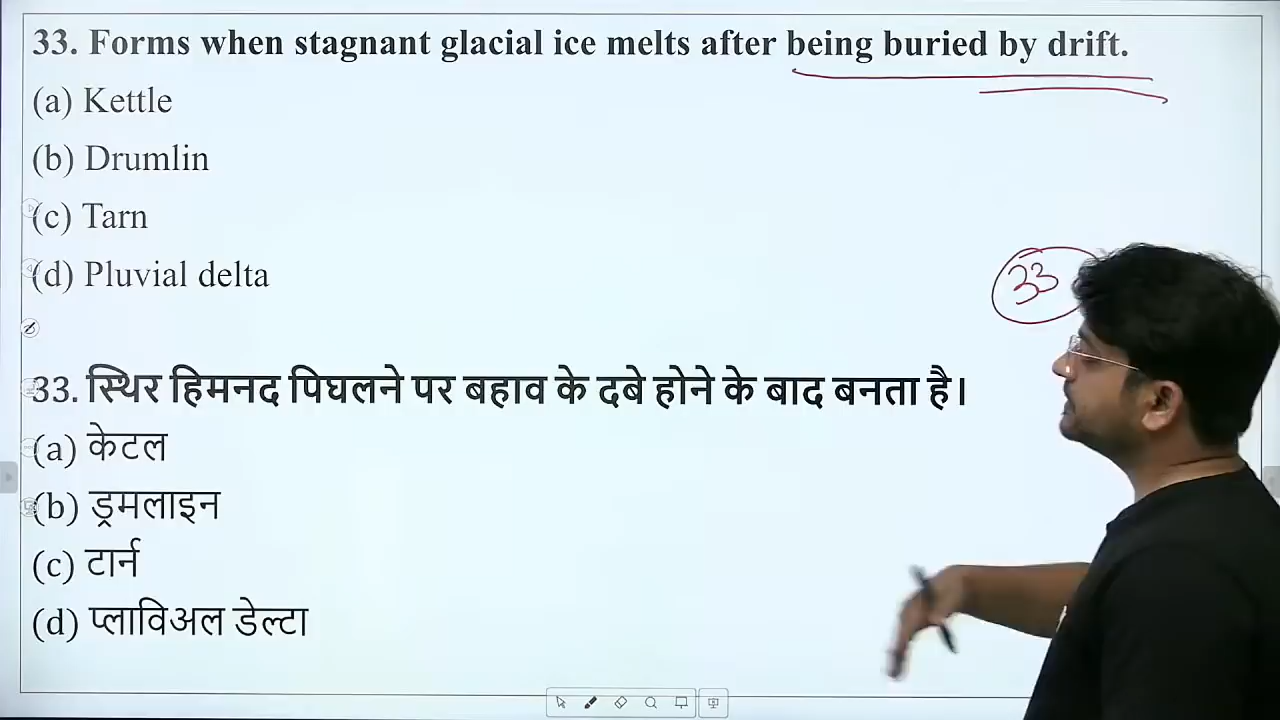 33. Forms when stagnant glacial ice melts after being buried by drift.
(a) Kettle
(b) Drumlin
(c) Tarn
(d) Pluvial delta
33
33. स्थिर हिमनद पिघलने पर बहाव के दबे होने के बाद बनता है।
(a) केटल
(b) ड्रमलाइन
(c) टार्न
(d) प्लाविअल डेल्टा